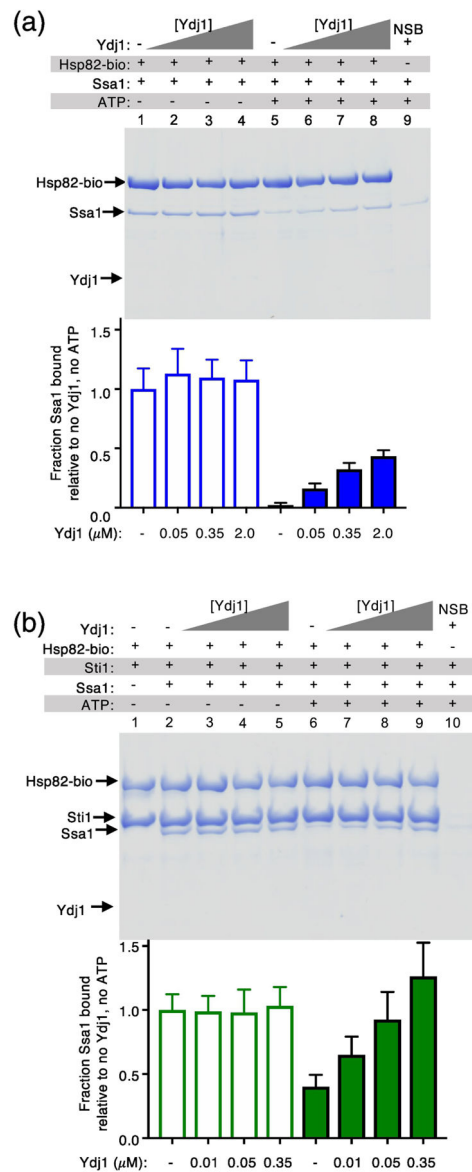 (a)
[Ydj1] NSB
Ydj1: - - +
Hsp82-bio: + + + + + + + + -
Ssa1: + + + + + + + + +
ATP: - - - - + + + + +
1 2 3 4 5 6 7 8 9
Hsp82-bio
Ssa1
Ydj1
Fraction Ssa1 bound
relative to no Ydj1, no ATP
1.5
1.0
0.5
0.0
Ydj1 (μM): - 0.05 0.35 2.0 - 0.05 0.35 2.0
(b)
[Ydj1] [Ydj1] NSB
Ydj1: - - - +
Hsp82-bio: + + + + + + + + + -
Sti1: + + + + + + + + + +
Ssa1: - + + + + + + + + +
ATP: - - - - + + + + +
1 2 3 4 5 6 7 8 9 10
Hsp82-bio
Sti1
Ssa1
Ydj1
Fraction Ssa1 bound
relative to no Ydj1, no ATP
1.5
1.0
0.5
0.0
Ydj1 (μM): - 0.01 0.05 0.35 - 0.01 0.05 0.35